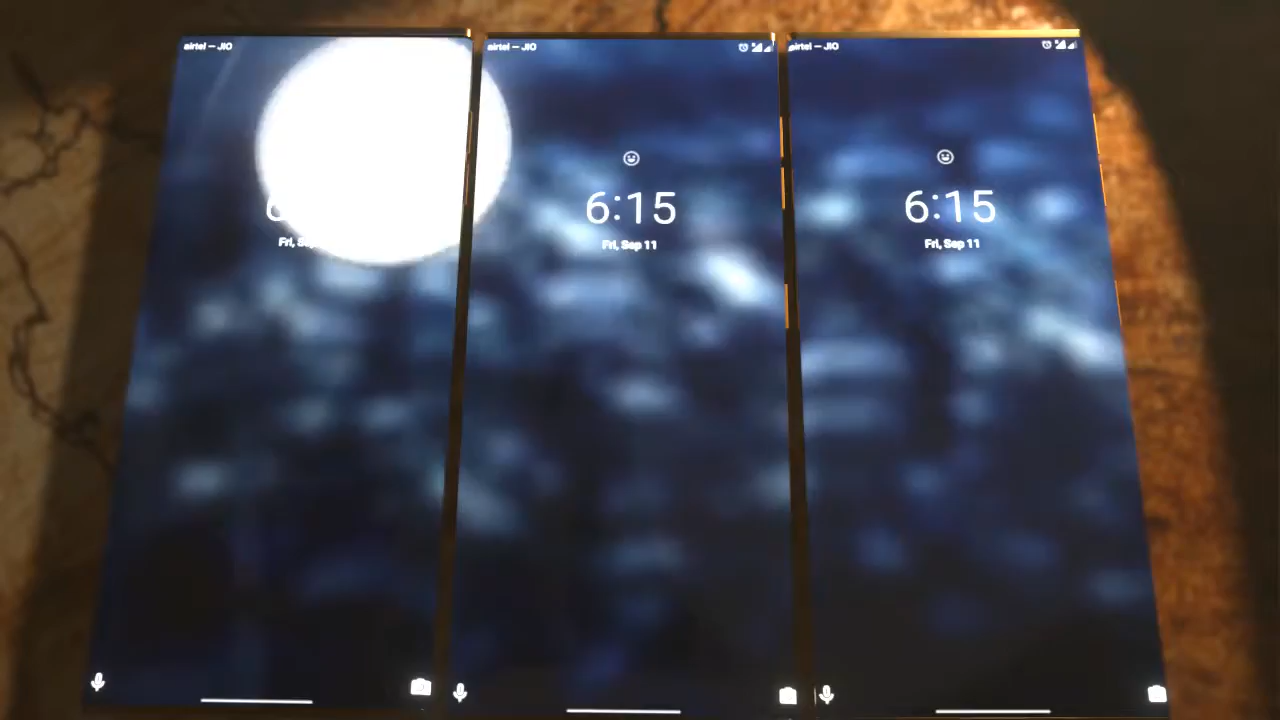 airtel — JIO
airtel — JIO
airtel — JIO
6:15
Fri, Sep 11
6:15
Fri, Sep 11